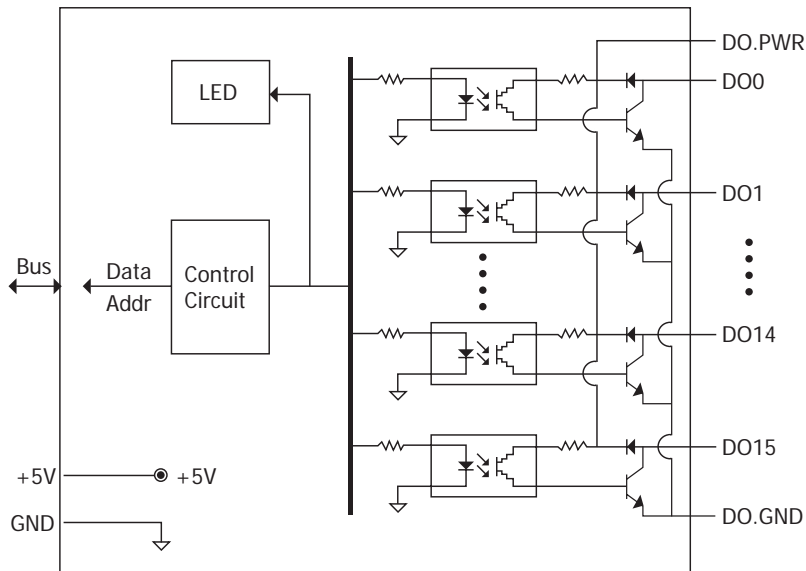 DO.PWR
LED
DO0
DO1
Bus
Data
Addr
Control
Circuit
DO14
+5V
+5V
DO15
GND
DO.GND